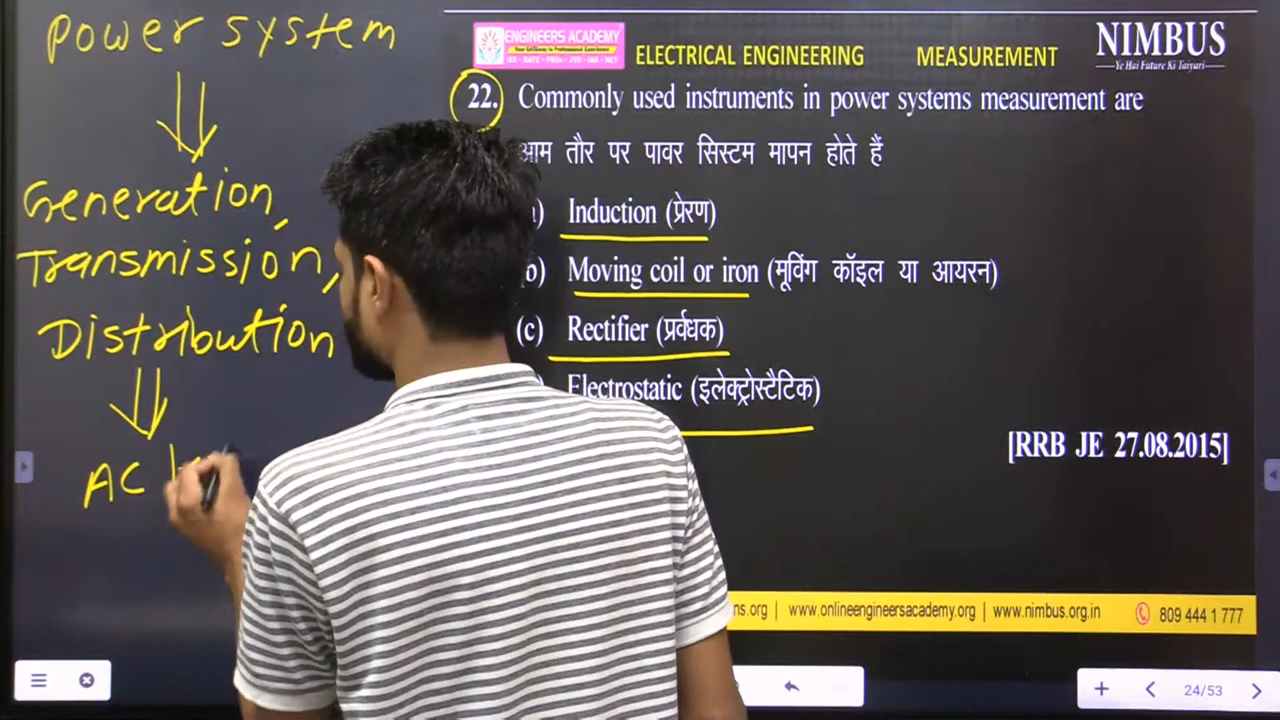 Power system
Generation,
Transmission,
Distribution
AC
ENGINEERS ACADEMY
ELECTRICAL ENGINEERING MEASUREMENT
NIMBUS
Ye Hai Future Ki Taiyari
22. Commonly used instruments in power systems measurement are
आम तौर पर पावर सिस्टम मापन होते हैं
Induction (प्रेरण)
Moving coil or iron (मूविंग कॉइल या आयरन)
(c) Rectifier (प्रर्वधक)
Electrostatic (इलेक्ट्रोस्टैटिक)
[RRB JE 27.08.2015]
ns.org | www.onlineengineersacademy.org | www.nimbus.org.in 809 444 1 777
24/53